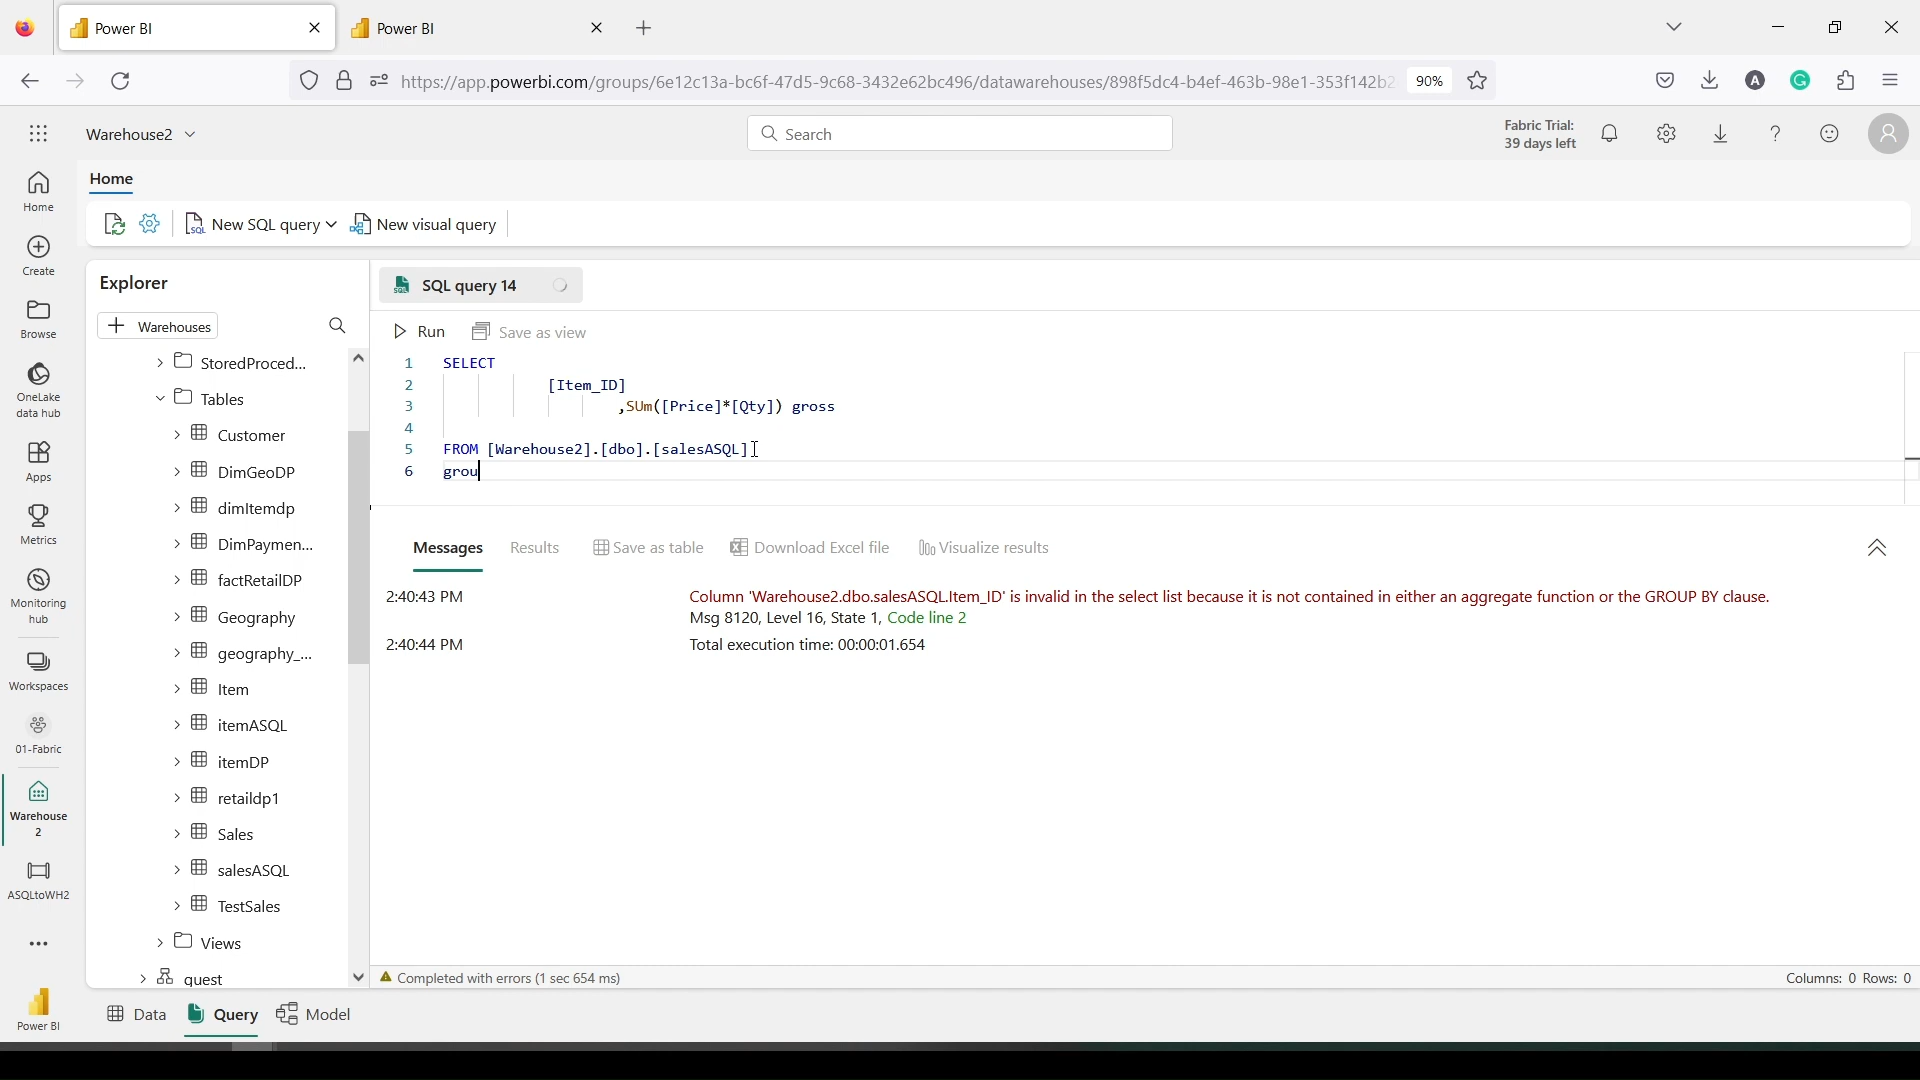 Power BI
Power BI
https://app.powerbi.com/groups/6e12c13a-bc6f-47d5-9c68-3432e62bc496/datawarehouses/898f5dc4-b4ef-463b-98e1-353f142b2
90%
A
Warehouse2
Search
Fabric Trial:
39 days left
Home
Home
New SQL query
New visual query
Create
Browse
OneLake
data hub
Apps
Metrics
Monitoring
hub
Workspaces
01-Fabric
Warehouse
2
ASQLtoWH2
Power BI
Explorer
Warehouses
StoredProced...
Tables
Customer
DimGeoDP
dimItemdp
DimPaymen...
factRetailDP
Geography
geography_...
Item
itemASQL
itemDP
retaildp1
Sales
salesASQL
TestSales
Views
guest
SQL query 14
Run
Save as view
1 SELECT
2 [Item_ID]
3 ,SUm([Price]*[Qty]) gross
4
5 FROM [Warehouse2].[dbo].[salesASQL]
6 grou
Messages
Results
Save as table
Download Excel file
Visualize results
2:40:43 PM Column 'Warehouse2.dbo.salesASQL.Item_ID' is invalid in the select list because it is not contained in either an aggregate function or the GROUP BY clause.
Msg 8120, Level 16, State 1, Code line 2
2:40:44 PM Total execution time: 00:00:01.654
Completed with errors (1 sec 654 ms)
Columns: 0 Rows: 0
Data
Query
Model